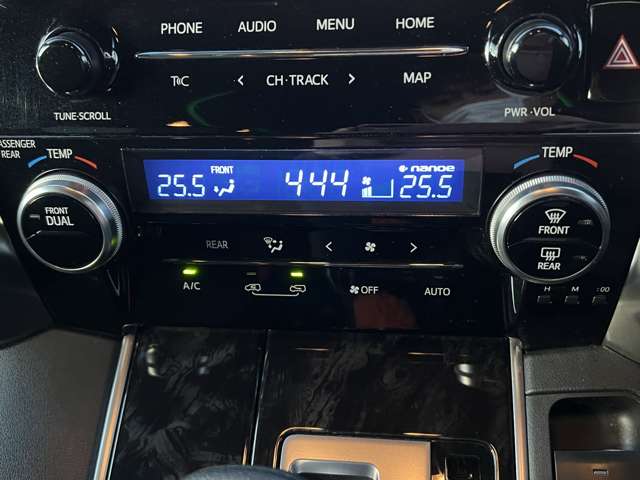 PHONE AUDIO MENU HOME
T C < CH·TRACK > MAP
TUNE·SCROLL PWR·VOL
PASSENGER
REAR
TEMP TEMP
25.5 FRONT 444 nanoe 25.5
FRONT
DUAL
FRONT
REAR
REAR < >
A/C OFF AUTO
H M :00